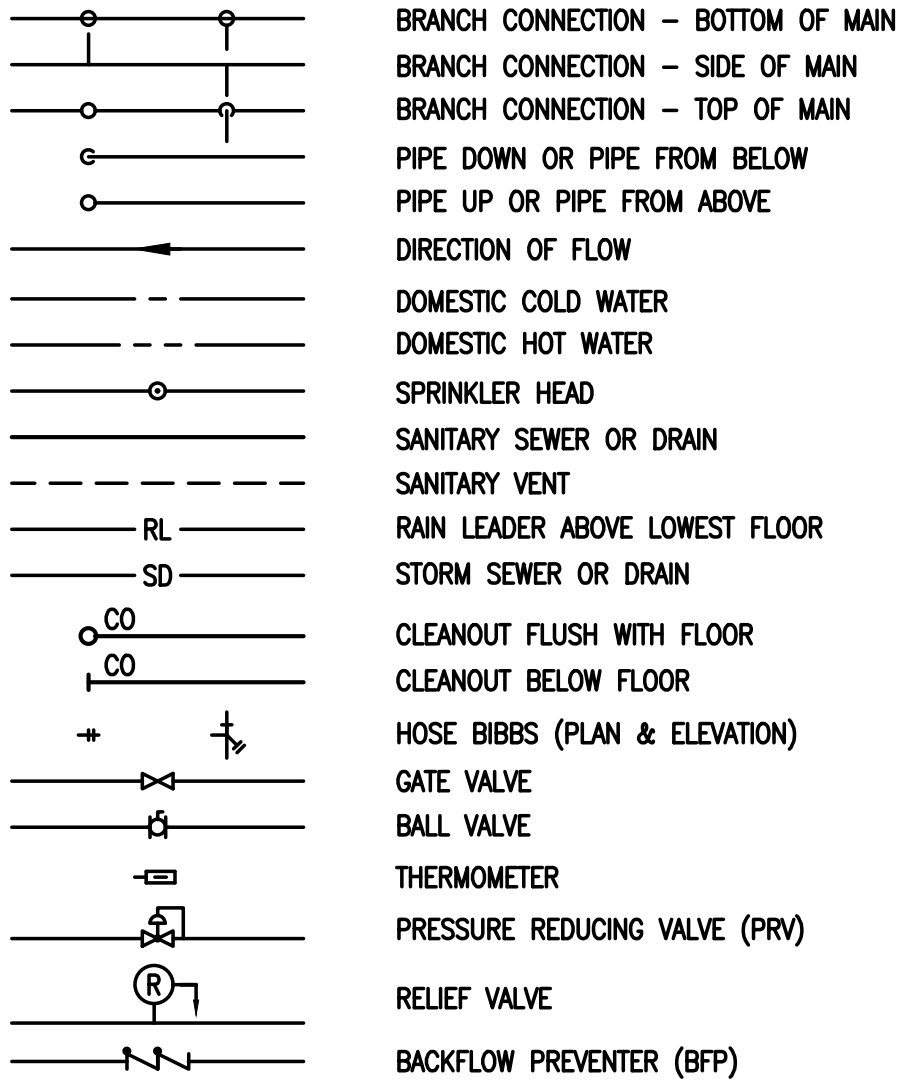 BRANCH CONNECTION – BOTTOM OF MAIN
BRANCH CONNECTION – SIDE OF MAIN
BRANCH CONNECTION – TOP OF MAIN
PIPE DOWN OR PIPE FROM BELOW
PIPE UP OR PIPE FROM ABOVE
DIRECTION OF FLOW
DOMESTIC COLD WATER
DOMESTIC HOT WATER
SPRINKLER HEAD
SANITARY SEWER OR DRAIN
SANITARY VENT
RL RAIN LEADER ABOVE LOWEST FLOOR
SD STORM SEWER OR DRAIN
CO CLEANOUT FLUSH WITH FLOOR
CO CLEANOUT BELOW FLOOR
HOSE BIBBS (PLAN & ELEVATION)
GATE VALVE
BALL VALVE
THERMOMETER
PRESSURE REDUCING VALVE (PRV)
R RELIEF VALVE
BACKFLOW PREVENTER (BFP)